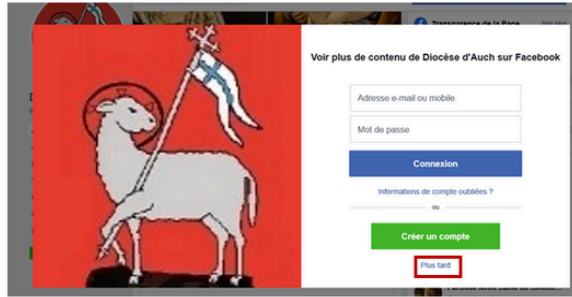 Transparence de la Page
Voir plus de contenu de Diocèse d'Auch sur Facebook
Adresse e-mail ou mobile
Mot de passe
Connexion
Informations de compte oubliées ?
ou
Créer un compte
Plus tard